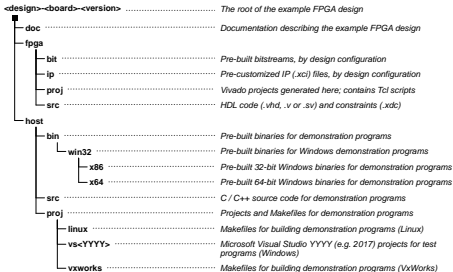 <design>-<board>-<version> The root of the example FPGA design
doc Documentation describing the example FPGA design
fpga
bit Pre-built bitstreams, by design configuration
ip Pre-customized IP (.xci) files, by design configuration
proj Vivado projects generated here; contains Tcl scripts
src HDL code (.vhd, .v or .sv) and constraints (.xdc)
host
bin Pre-built binaries for demonstration programs
win32 Pre-built binaries for Windows demonstration programs
x86 Pre-built 32-bit Windows binaries for demonstration programs
x64 Pre-built 64-bit Windows binaries for demonstration programs
src C / C++ source code for demonstration programs
proj Projects and Makefiles for demonstration programs
linux Makefiles for building demonstration programs (Linux)
vs<YYYY> Microsoft Visual Studio YYYY (e.g. 2017) projects for test
programs (Windows)
vxworks Makefiles for building demonstration programs (VxWorks)